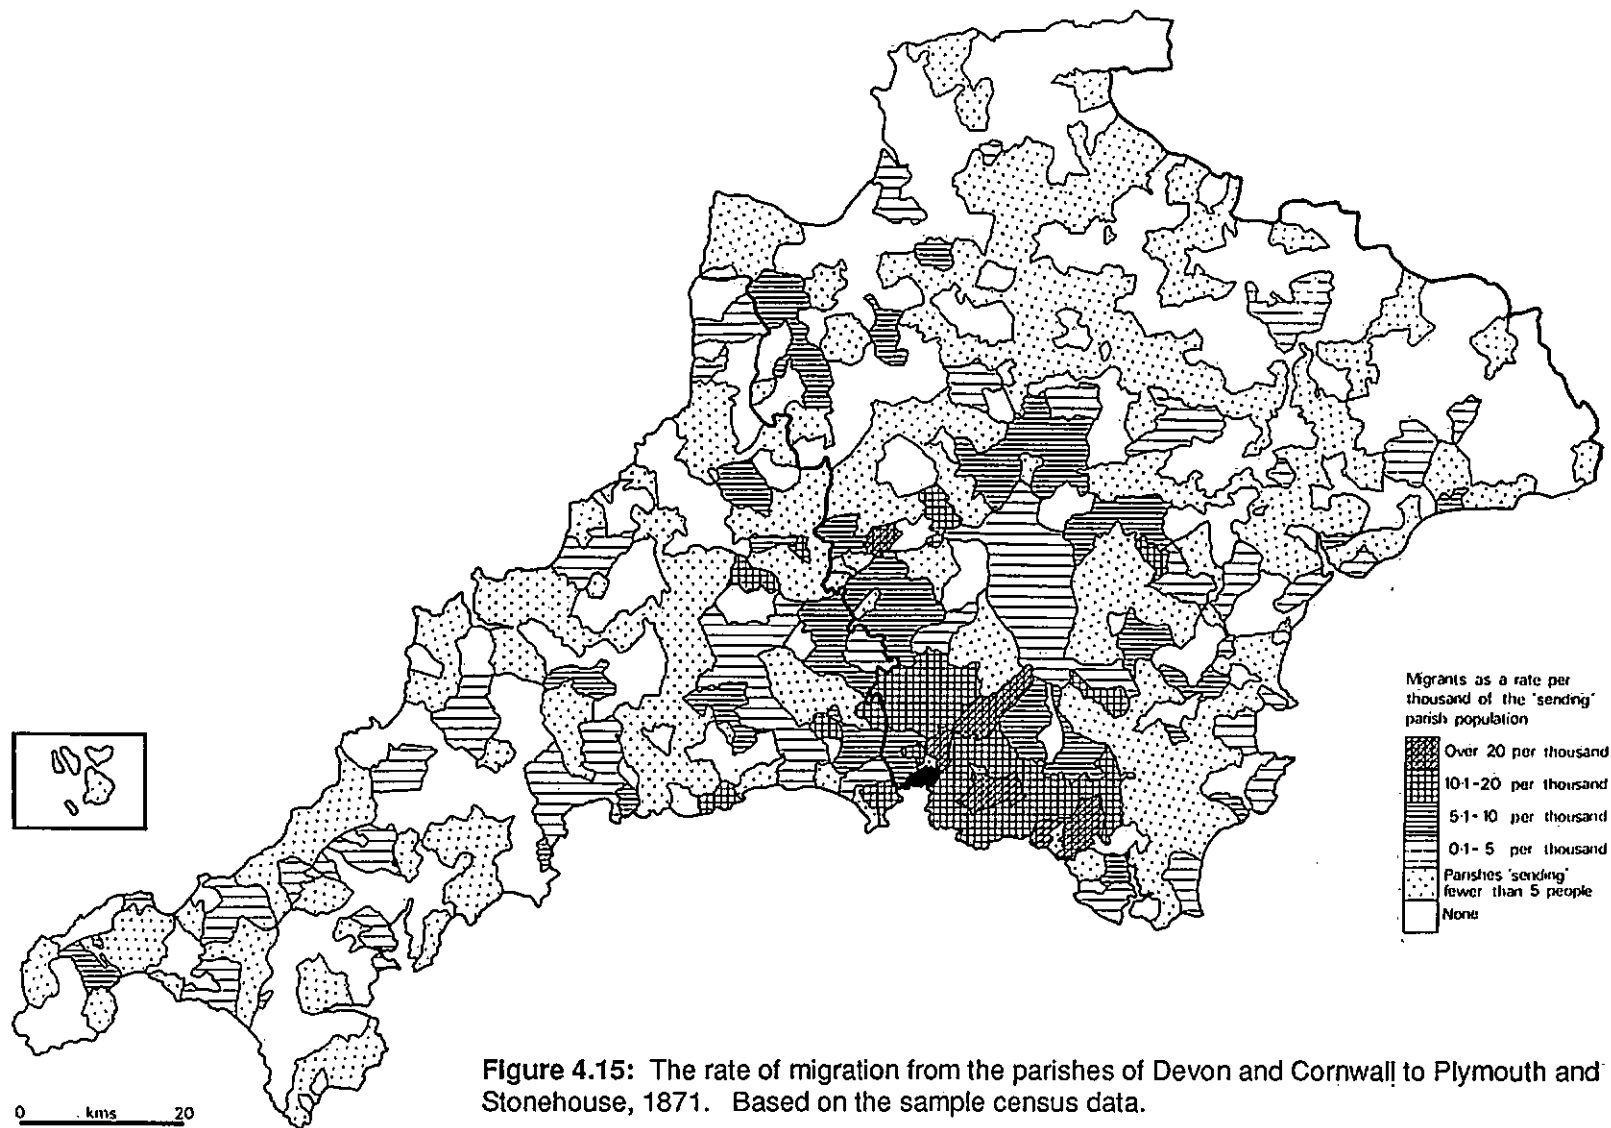 Migrants as a rate per
thousand of the 'sending'
parish population
Over 20 per thousand
10·1-20 per thousand
5·1-10 per thousand
0·1-5 per thousand
Parishes 'sending'
fewer than 5 people
None
0 kms 20
Figure 4.15: The rate of migration from the parishes of Devon and Cornwall to Plymouth and
Stonehouse, 1871. Based on the sample census data.